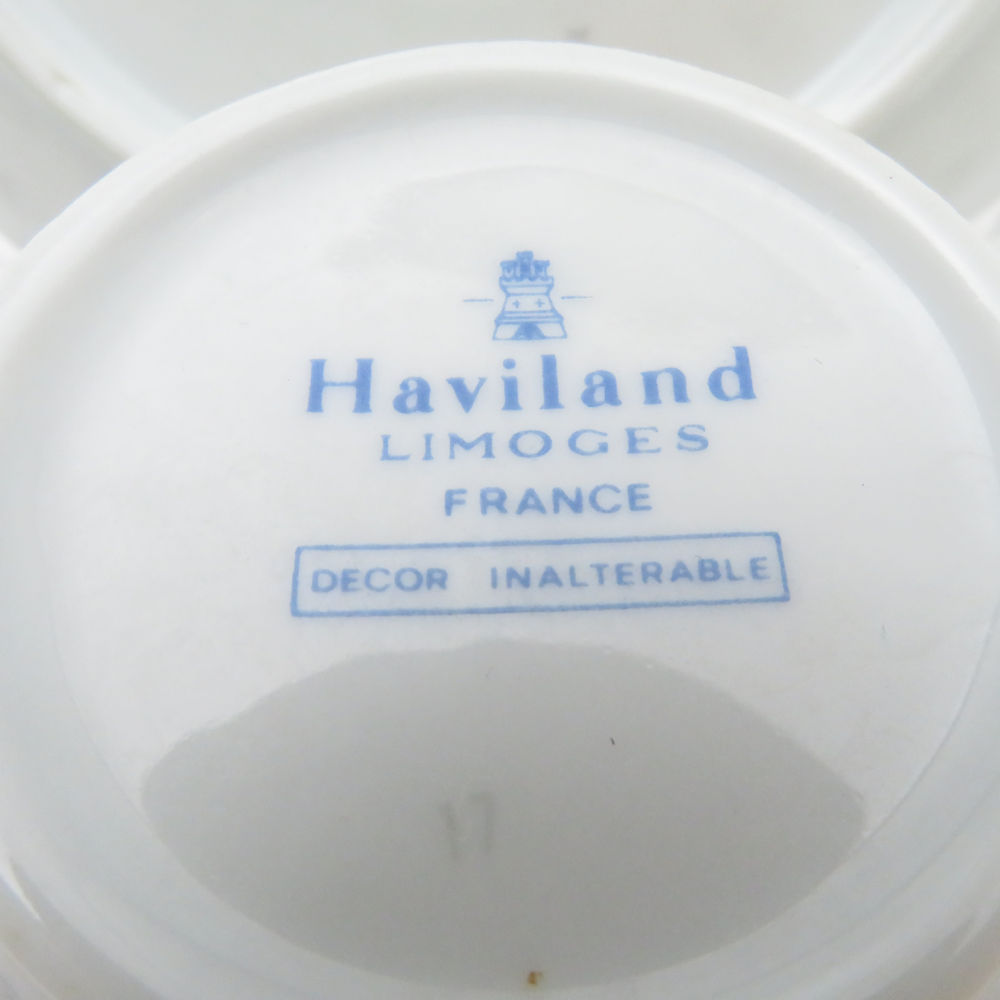 Haviland
LIMOGES
FRANCE
DECOR INALTERABLE